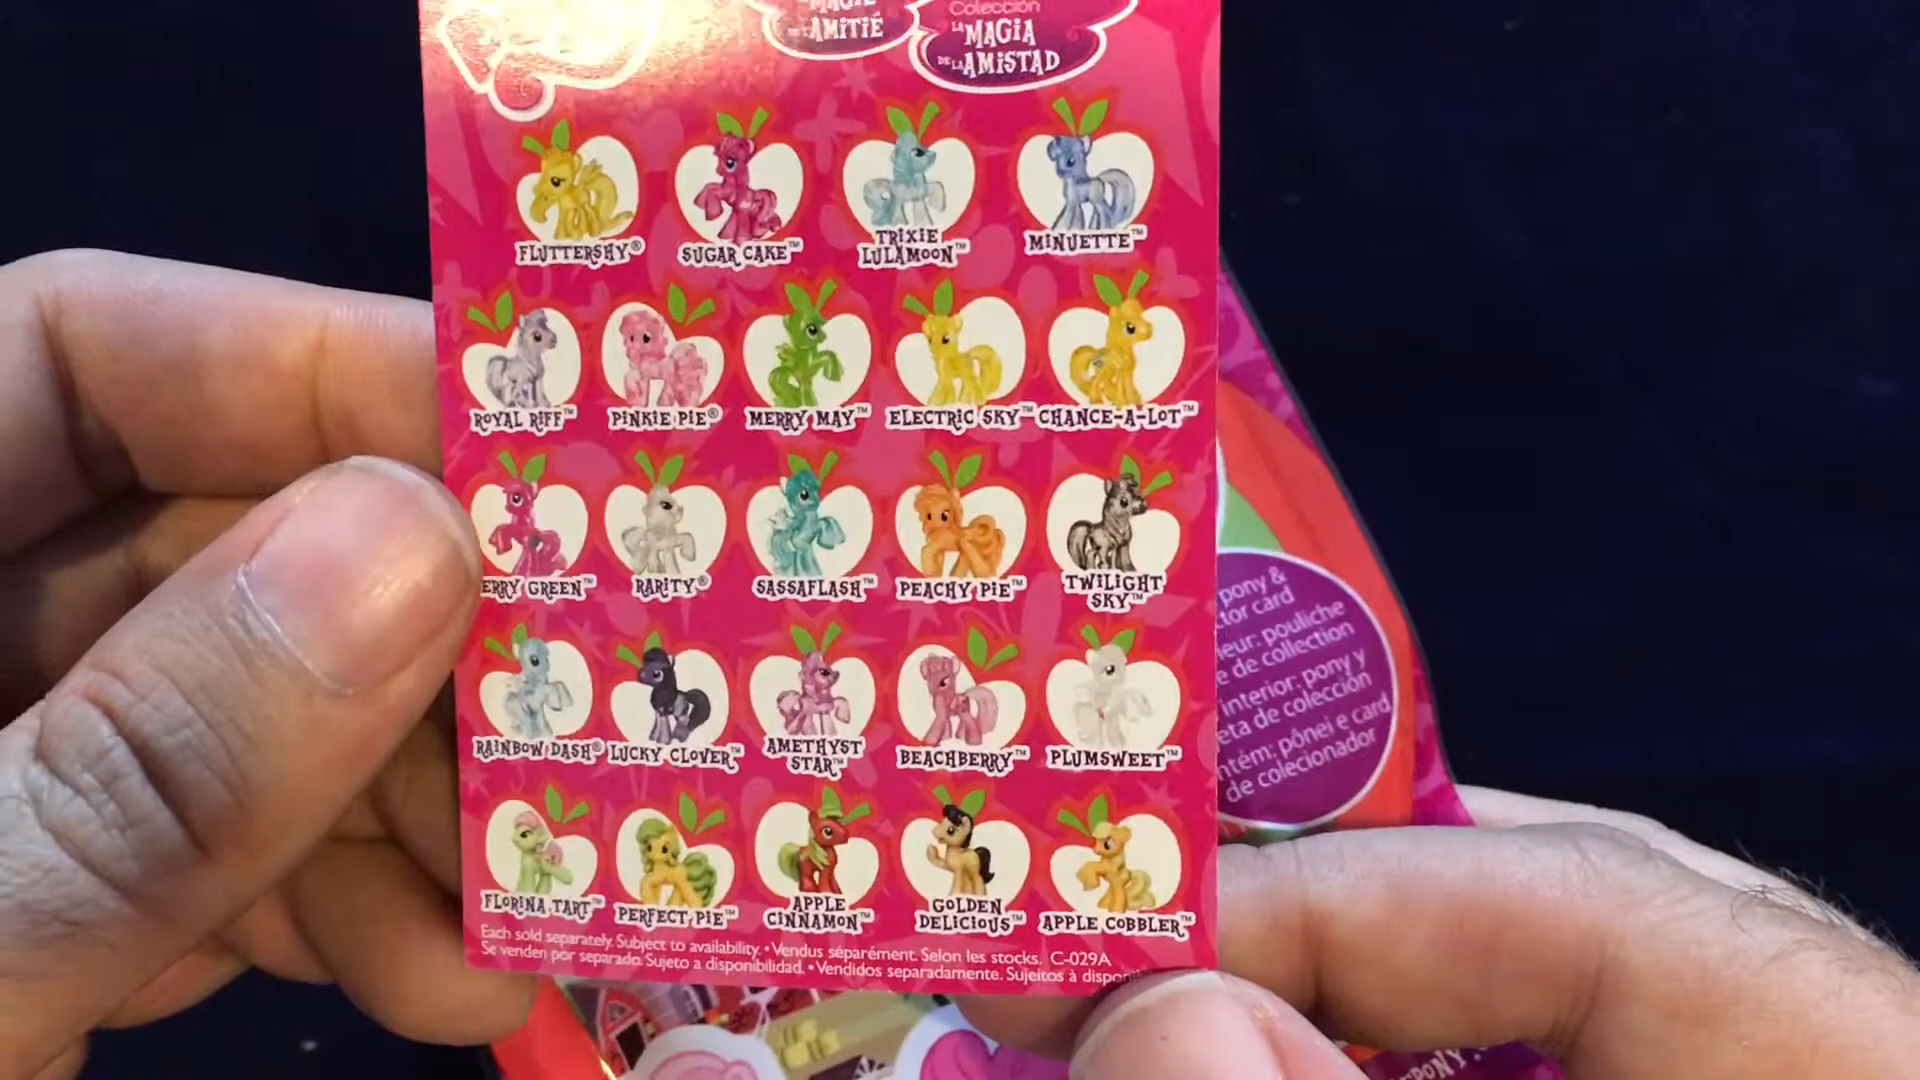 MAGIE
DE L'AMITIÉ
Colección
LA MAGIA
DE LA AMISTAD
FLUTTERSHY®
SUGAR CAKE™
TRIXIE
LULAMOON™
MINUETTE™
ROYAL RIFF™
PINKIE PIE®
MERRY MAY™
ELECTRIC SKY™
CHANCE-A-LOT™
ERRY GREEN™
RARITY®
SASSAFLASH™
PEACHY PIE™
TWILIGHT
SKY™
RAINBOW DASH®
LUCKY CLOVER™
AMETHYST
STAR™
BEACHBERRY™
PLUMSWEET™
FLORINA TART™
PERFECT PIE™
APPLE
CINNAMON™
GOLDEN
DELICIOUS™
APPLE COBBLER™
Each sold separately. Subject to availability. • Vendus séparément. Selon les stocks. C-029A
Se venden por separado. Sujeto a disponibilidad. • Vendidos separadamente. Sujeitos à dispon
pony &
tor card
ieur: pouliche
e de collection
interior: pony y
eta de colección
ntém: pônei e card
de colecionador